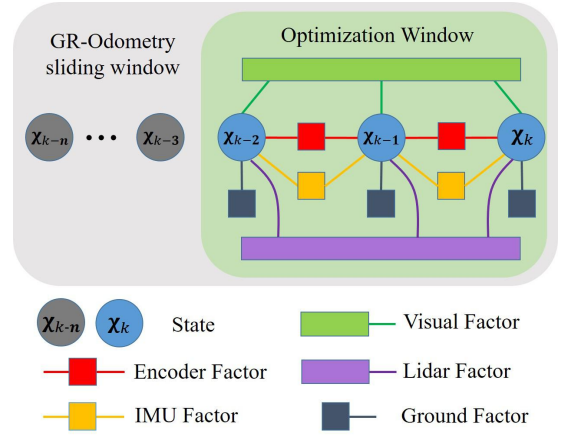 GR-Odometry
sliding window
Optimization Window
χk−n ••• χk−3 χk−2 χk−1 χk
χk-n χk State
Visual Factor
Encoder Factor
Lidar Factor
IMU Factor
Ground Factor